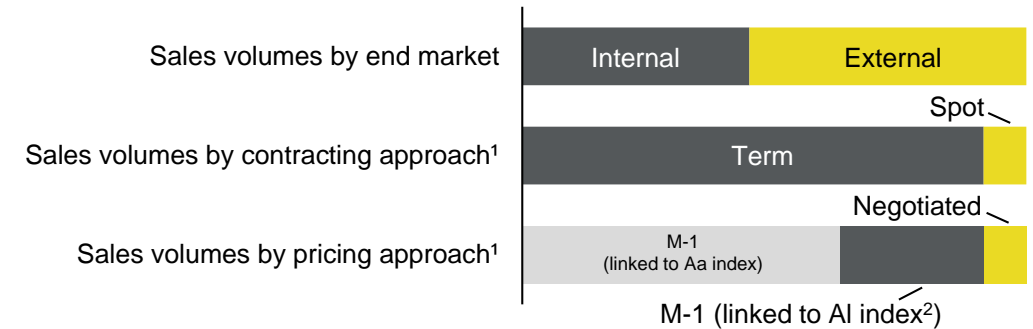 Sales volumes by end market
Internal
External
Spot
Sales volumes by contracting approach¹
Term
Negotiated
Sales volumes by pricing approach¹
M-1
(linked to Aa index)
M-1 (linked to Al index²)